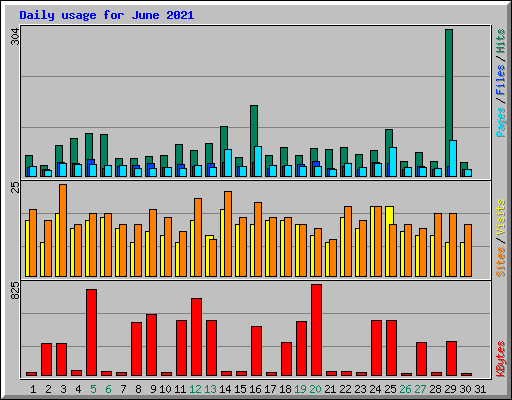 Daily usage for June 2021
304
Pages / Files / Hits
25
Sites / Visits
825
KBytes
1 2 3 4 5 6 7 8 9 10 11 12 13 14 15 16 17 18 19 20 21 22 23 24 25 26 27 28 29 30 31